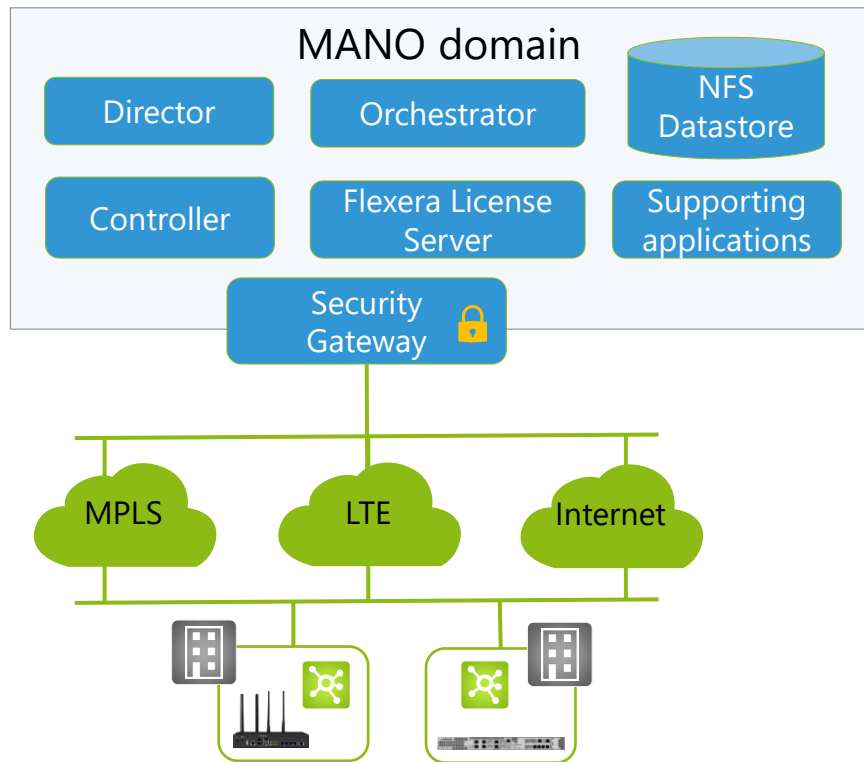 MANO domain
Director
Orchestrator
NFS
Datastore
Controller
Flexera License
Server
Supporting
applications
Security
Gateway
MPLS
LTE
Internet